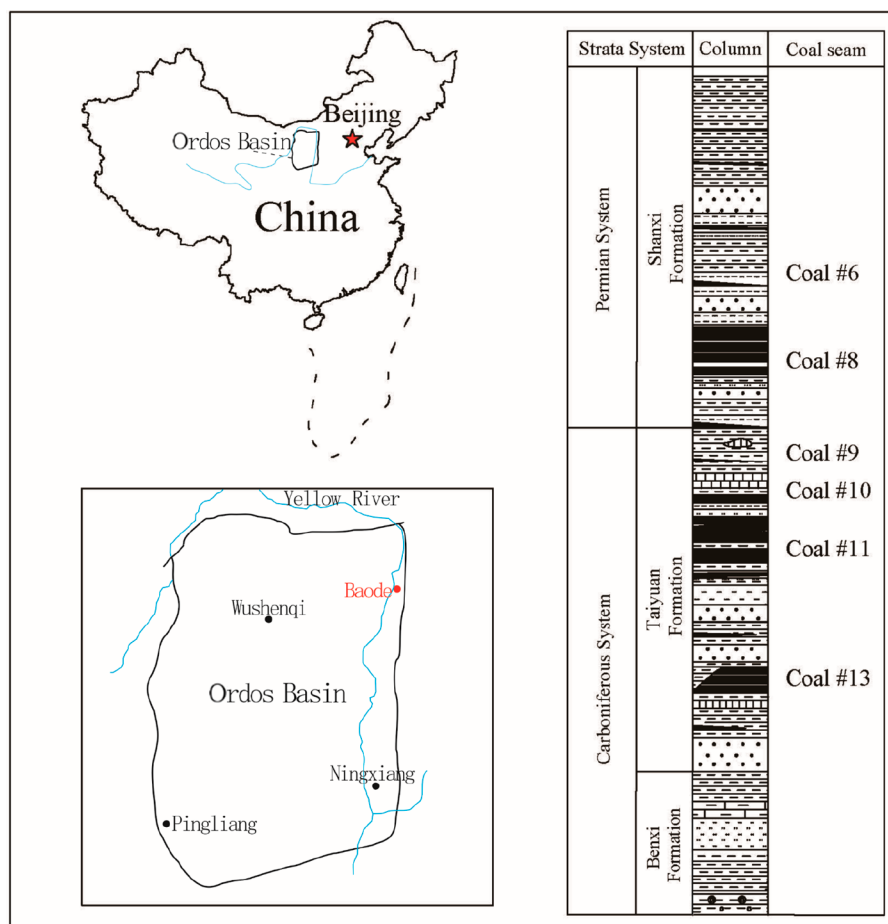 Beijing
Ordos Basin
China
Yellow River
Baode
Wushenqi
Ordos Basin
Ningxiang
Pingliang
Strata System
Column
Coal seam
Permian System
Shanxi
Formation
Coal #6
Coal #8
Carboniferous System
Taiyuan
Formation
Coal #9
Coal #10
Coal #11
Coal #13
Benxi
Formation